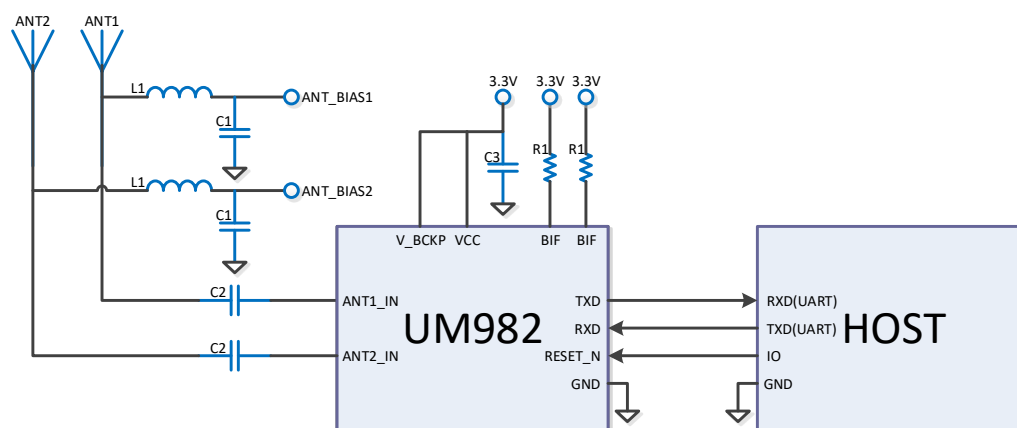 ANT2 ANT1
L1 ANT_BIAS1
3.3V 3.3V 3.3V
C1
C3 R1 R1
L1 ANT_BIAS2
C1
V_BCKP VCC BIF BIF
C2 ANT1_IN TXD RXD(UART)
UM982 HOST
RXD TXD(UART)
C2 ANT2_IN RESET_N IO
GND GND